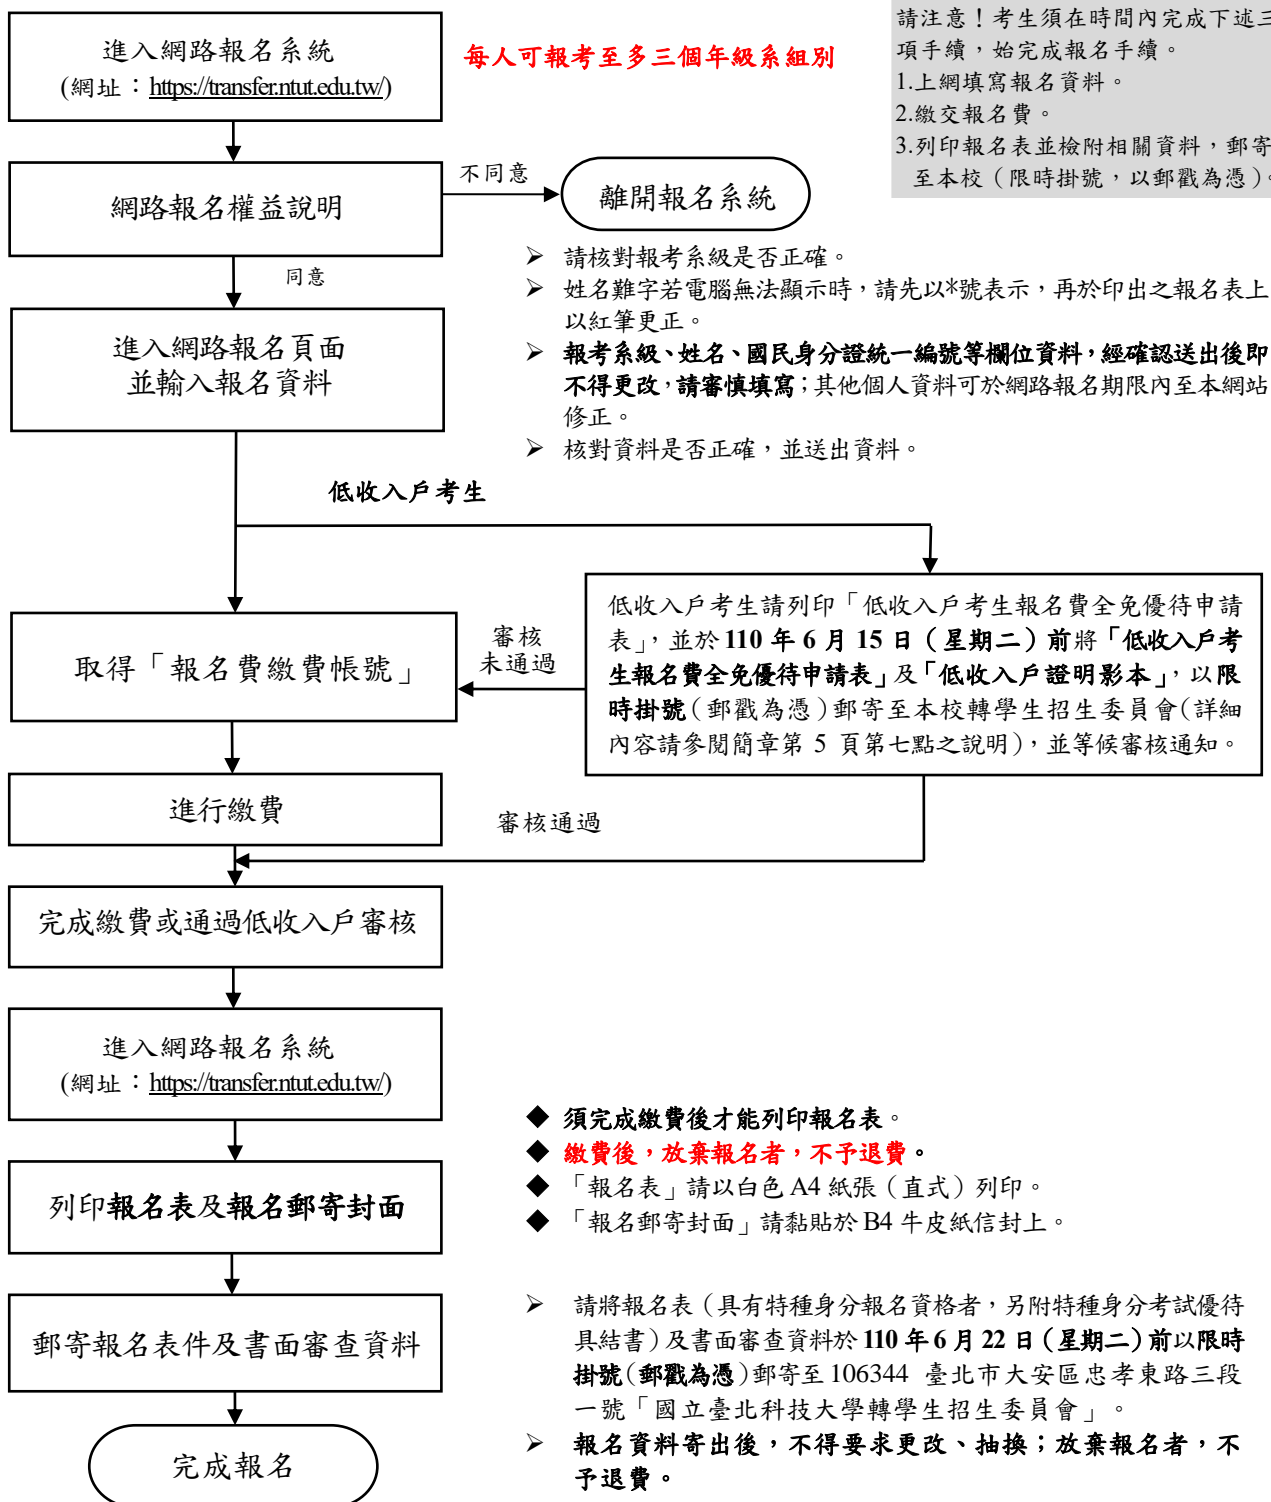 進入網路報名系統
(網址：https://transfer.ntut.edu.tw/)
每人可報考至多三個年級系組別
請注意！考生須在時間內完成下述三
項手續，始完成報名手續。
1.上網填寫報名資料。
2.繳交報名費。
3.列印報名表並檢附相關資料，郵寄
至本校（限時掛號，以郵戳為憑）。
網路報名權益說明
不同意
離開報名系統
同意
進入網路報名頁面
並輸入報名資料
➢ 請核對報考系級是否正確。
➢ 姓名難字若電腦無法顯示時，請先以*號表示，再於印出之報名表上
以紅筆更正。
➢ 報考系級、姓名、國民身分證統一編號等欄位資料，經確認送出後即
不得更改，請審慎填寫；其他個人資料可於網路報名期限內至本網站
修正。
➢ 核對資料是否正確，並送出資料。
低收入戶考生
取得「報名費繳費帳號」
審核
未通過
低收入戶考生請列印「低收入戶考生報名費全免優待申請
表」，並於 110 年 6 月 15 日（星期二）前將「低收入戶考
生報名費全免優待申請表」及「低收入戶證明影本」，以限
時掛號（郵戳為憑）郵寄至本校轉學生招生委員會（詳細
內容請參閱簡章第 5 頁第七點之說明），並等候審核通知。
進行繳費
審核通過
完成繳費或通過低收入戶審核
進入網路報名系統
(網址：https://transfer.ntut.edu.tw/)
◆ 須完成繳費後才能列印報名表。
◆ 繳費後，放棄報名者，不予退費。
◆ 「報名表」請以白色 A4 紙張（直式）列印。
◆ 「報名郵寄封面」請黏貼於 B4 牛皮紙信封上。
列印報名表及報名郵寄封面
郵寄報名表件及書面審查資料
➢ 請將報名表（具有特種身分報名資格者，另附特種身分考試優待
具結書）及書面審查資料於 110 年 6 月 22 日（星期二）前以限時
掛號（郵戳為憑）郵寄至 106344 臺北市大安區忠孝東路三段
一號「國立臺北科技大學轉學生招生委員會」。
➢ 報名資料寄出後，不得要求更改、抽換；放棄報名者，不
予退費。
完成報名